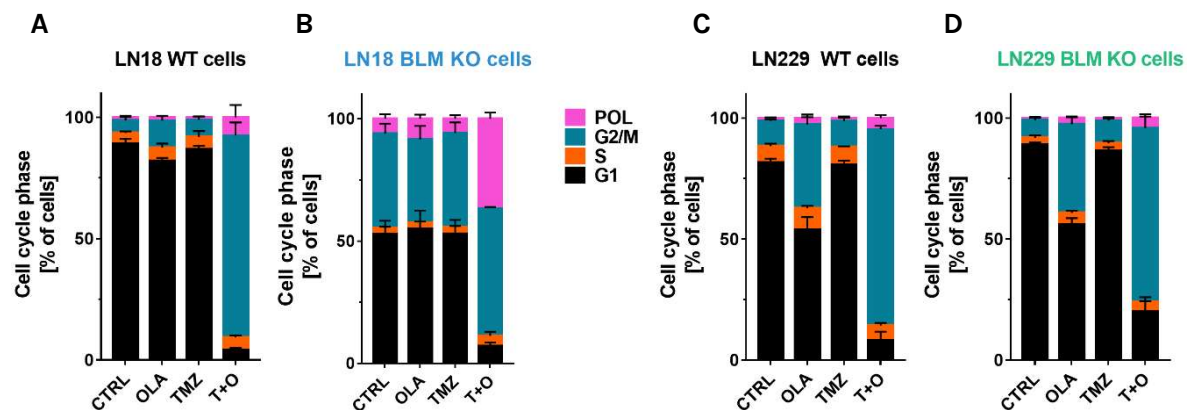 A
LN18 WT cells
Cell cycle phase
[% of cells]
100
50
0
CTRL
OLA
TMZ
T+O
B
LN18 BLM KO cells
Cell cycle phase
[% of cells]
100
50
0
CTRL
OLA
TMZ
T+O
POL
G2/M
S
G1
C
LN229 WT cells
Cell cycle phase
[% of cells]
100
50
0
CTRL
OLA
TMZ
T+O
D
LN229 BLM KO cells
Cell cycle phase
[% of cells]
100
50
0
CTRL
OLA
TMZ
T+O